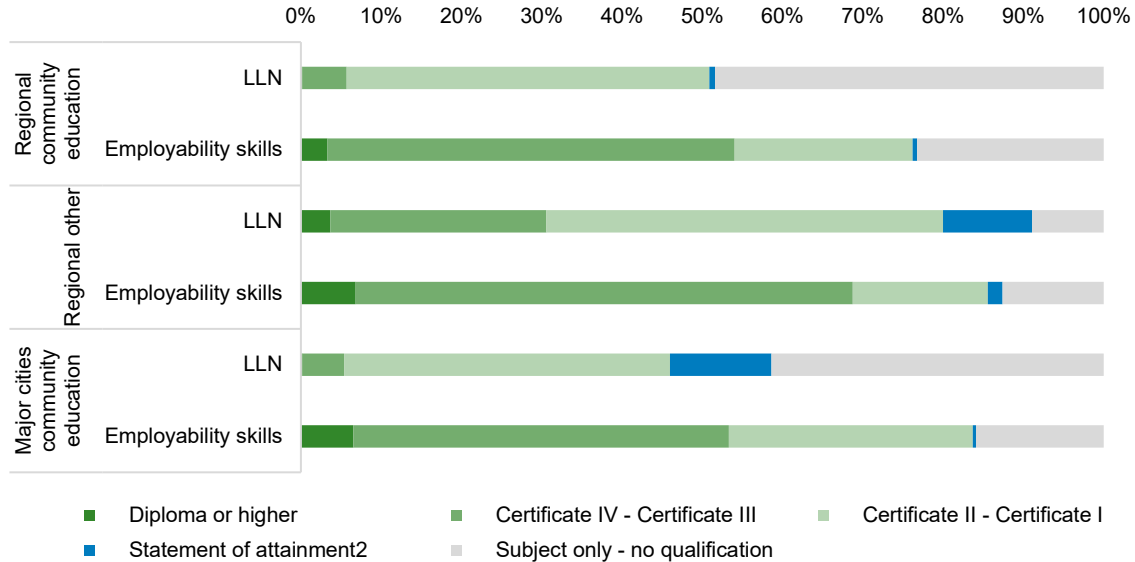 0% 10% 20% 30% 40% 50% 60% 70% 80% 90% 100%
Regional
community
education
LLN
Employability skills
Regional other
LLN
Employability skills
Major cities
community
education
LLN
Employability skills
Diploma or higher
Certificate IV - Certificate III
Certificate II - Certificate I
Statement of attainment2
Subject only - no qualification